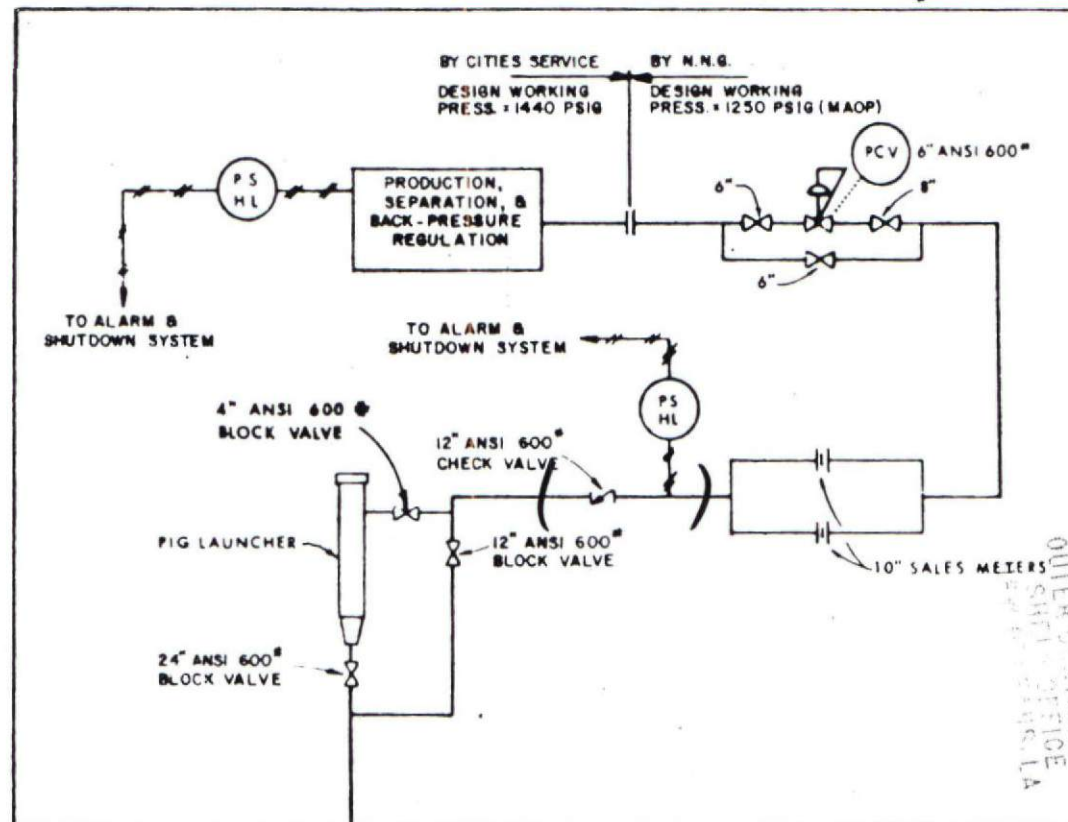 BY CITIES SERVICE
BY N.N.G.
DESIGN WORKING
PRESS. = 1440 PSIG
DESIGN WORKING
PRESS. = 1250 PSIG (MAOP)
PCV
6" ANSI 600#
6"
8"
6"
PS
HL
PRODUCTION,
SEPARATION, &
BACK-PRESSURE
REGULATION
TO ALARM &
SHUTDOWN SYSTEM
TO ALARM &
SHUTDOWN SYSTEM
PS
HL
4" ANSI 600
BLOCK VALVE
12" ANSI 600#
CHECK VALVE
PIG LAUNCHER
12" ANSI 600#
BLOCK VALVE
10" SALES METERS
24" ANSI 600#
BLOCK VALVE
OUTER
OFFICE
LA